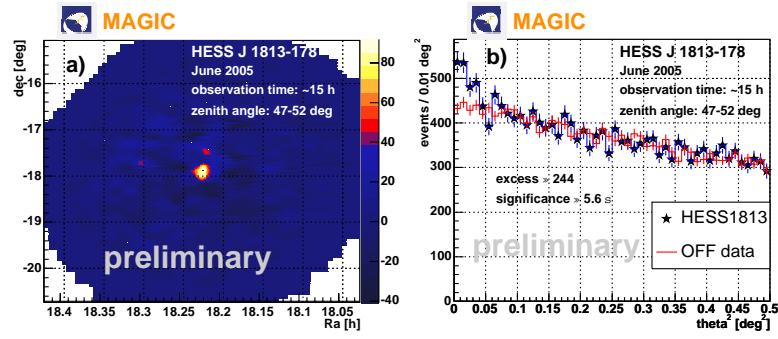 MAGIC
a)
HESS J 1813-178
June 2005
observation time: ~15 h
zenith angle: 47-52 deg
dec [deg]
-16
-17
-18
-19
-20
preliminary
18.4
18.35
18.3
18.25
18.2
18.15
18.1
18.05
Ra [h]
80
60
40
20
0
-20
-40
MAGIC
b)
HESS J 1813-178
June 2005
observation time: ~15 h
zenith angle: 47-52 deg
events/ 0.01 deg²
500
400
300
200
100
0
excess » 244
significance » 5.6 s
preliminary
HESS1813
OFF data
0
0.05
0.1
0.15
0.2
0.25
0.3
0.35
0.4
0.45
0.5
theta² [deg²]